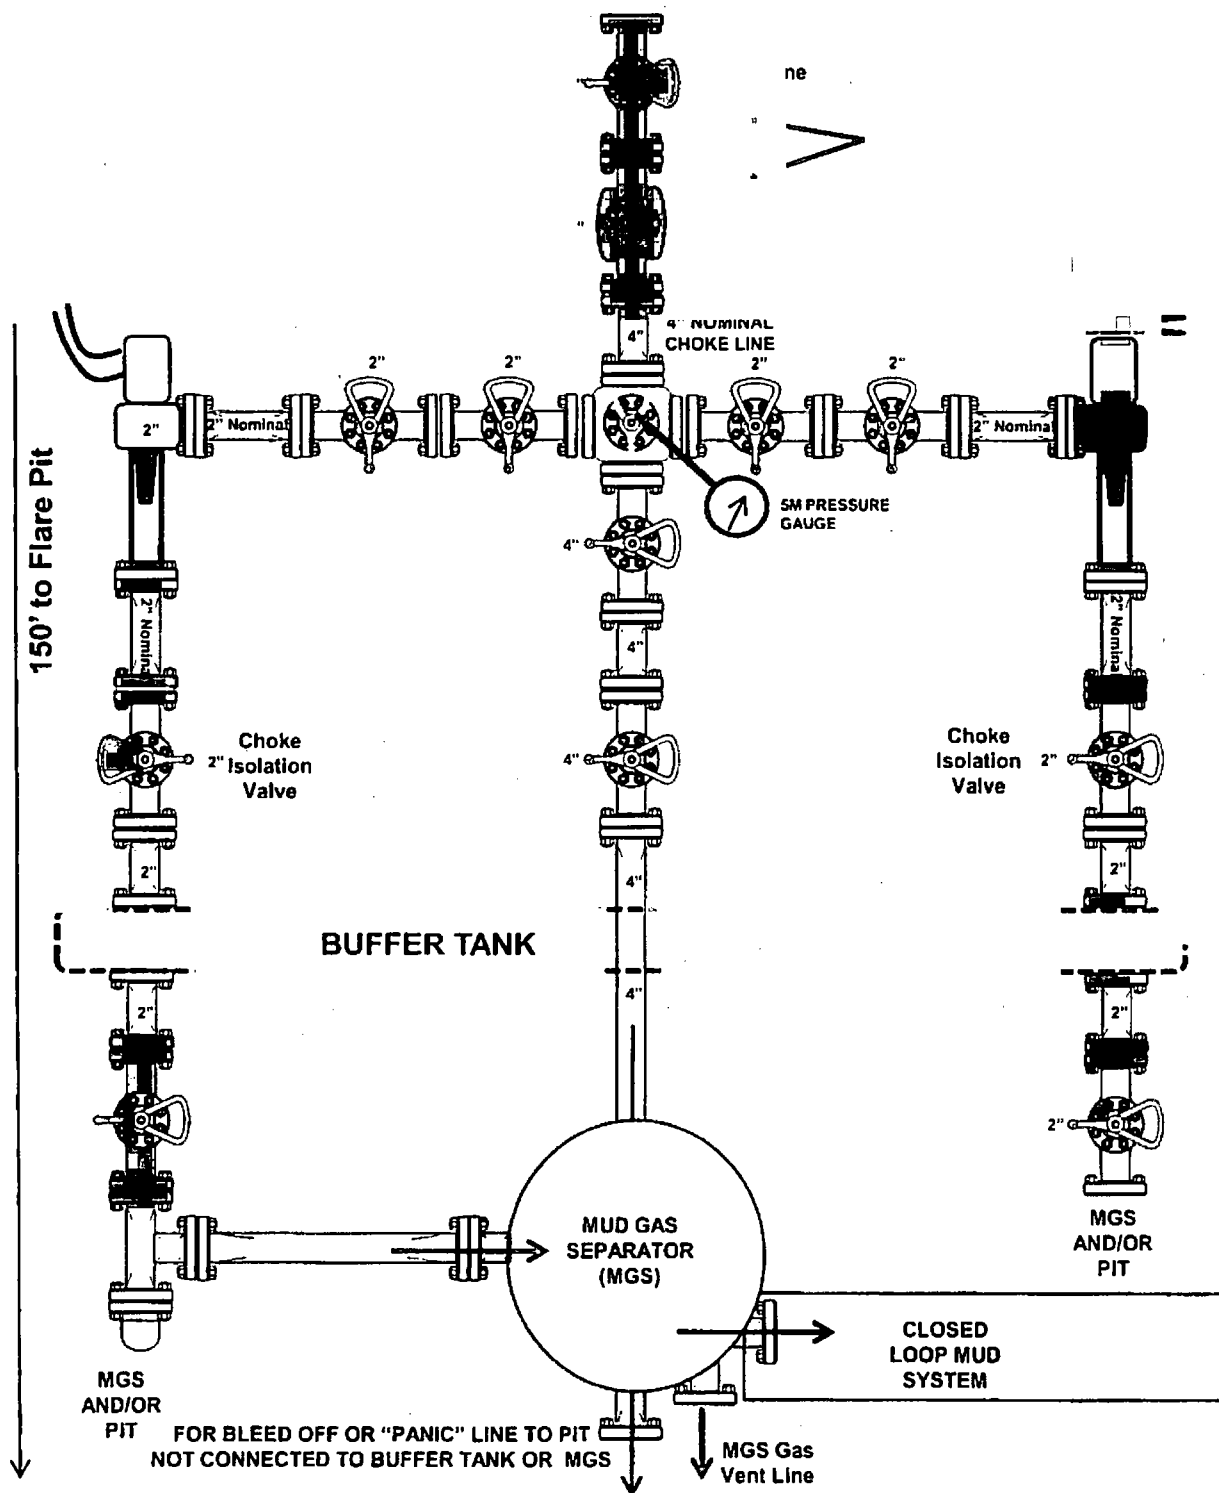 ne
4"
4" NOMINAL
CHOKE LINE
2"
2"
2"
2"
2"
2" Nominal
2" Nominal
5M PRESSURE
GAUGE
4"
150' to Flare Pit
2" Nominal
4"
2" Nominal
2"
Choke
Isolation
Valve
4"
Choke
Isolation
Valve
2"
2"
4"
2"
BUFFER TANK
4"
2"
2"
2"
MUD GAS
SEPARATOR
(MGS)
MGS
AND/OR
PIT
CLOSED
LOOP MUD
SYSTEM
MGS
AND/OR
PIT
FOR BLEED OFF OR "PANIC" LINE TO PIT
NOT CONNECTED TO BUFFER TANK OR MGS
MGS Gas
Vent Line